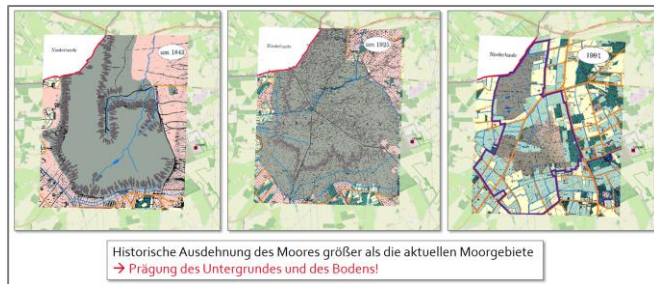 Niederlande
um 1842
Niederlande
um 1925
Niederlande
1991
Historische Ausdehnung des Moores größer als die aktuellen Moorgebiete
→ Prägung des Untergrundes und des Bodens!